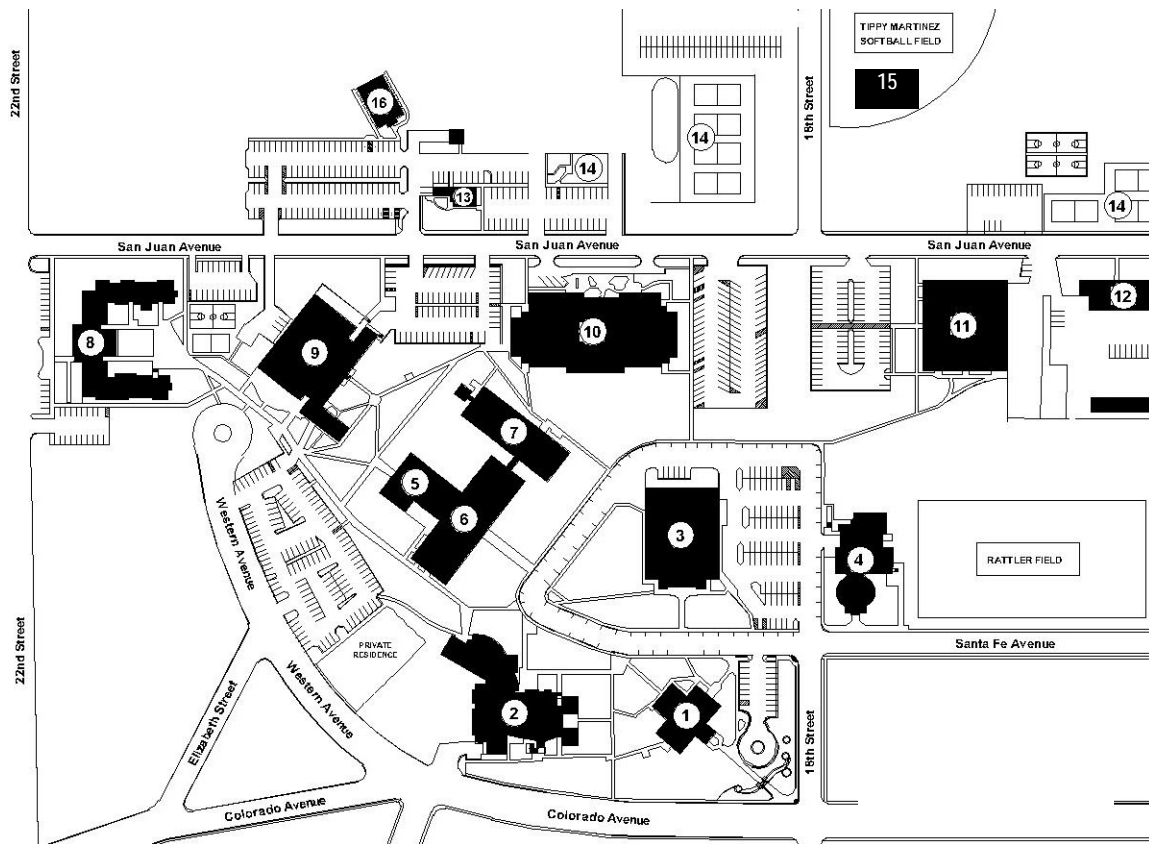 22nd Street
18th Street
TIPPY MARTINEZ
SOFTBALL FIELD
15
16
14
13
14
14
San Juan Avenue
San Juan Avenue
San Juan Avenue
8
9
10
11
12
7
5
6
3
4
RATTLER FIELD
Western Avenue
22nd Street
PRIVATE
RESIDENCE
Santa Fe Avenue
Elizabeth Street
Western Avenue
2
1
18th Street
Colorado Avenue
Colorado Avenue